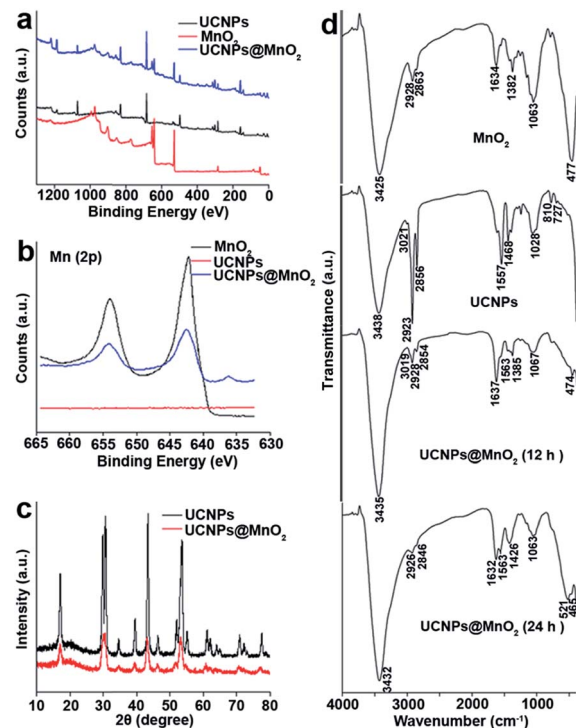 a
UCNPs
MnO₂
UCNPs@MnO₂
Counts (a.u.)
1200 1000 800 600 400 200 0
Binding Energy (eV)
b
Mn (2p)
MnO₂
UCNPs
UCNPs@MnO₂
Counts (a.u.)
665 660 655 650 645 640 635 630
Binding Energy (eV)
c
UCNPs
UCNPs@MnO₂
Intensity (a.u.)
10 20 30 40 50 60 70 80
2θ (degree)
d
Transmittance (a.u.)
3425
2928
2863
1634
1382
1063
477
MnO₂
3438
3021
2923
2856
1557
1468
1028
810
727
UCNPs
3435
3019
2928
2854
1637
1563
1385
1067
474
UCNPs@MnO₂ (12 h)
3432
2926
2846
1632
1563
1426
1063
521
465
UCNPs@MnO₂ (24 h)
4000 3000 2000 1000
Wavenumber (cm⁻¹)